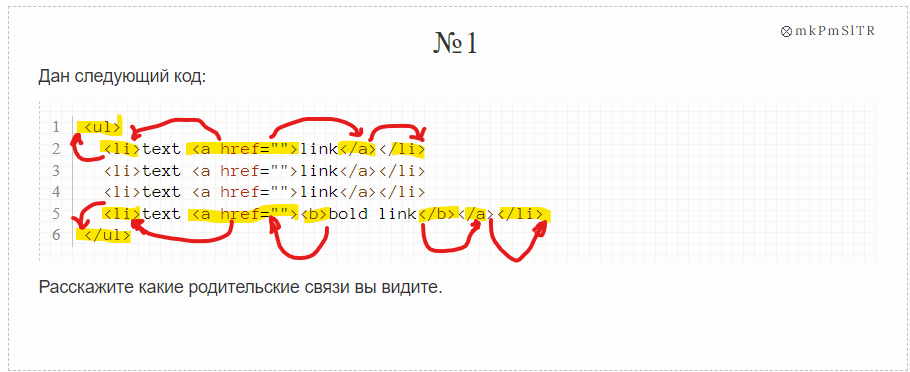 №1
⊗mkPmSlTR
Дан следующий код:
1 <ul>
2 <li>text <a href="">link</a></li>
3 <li>text <a href="">link</a></li>
4 <li>text <a href="">link</a></li>
5 <li>text <a href=""><b>bold link</b></a></li>
6 </ul>
Расскажите какие родительские связи вы видите.